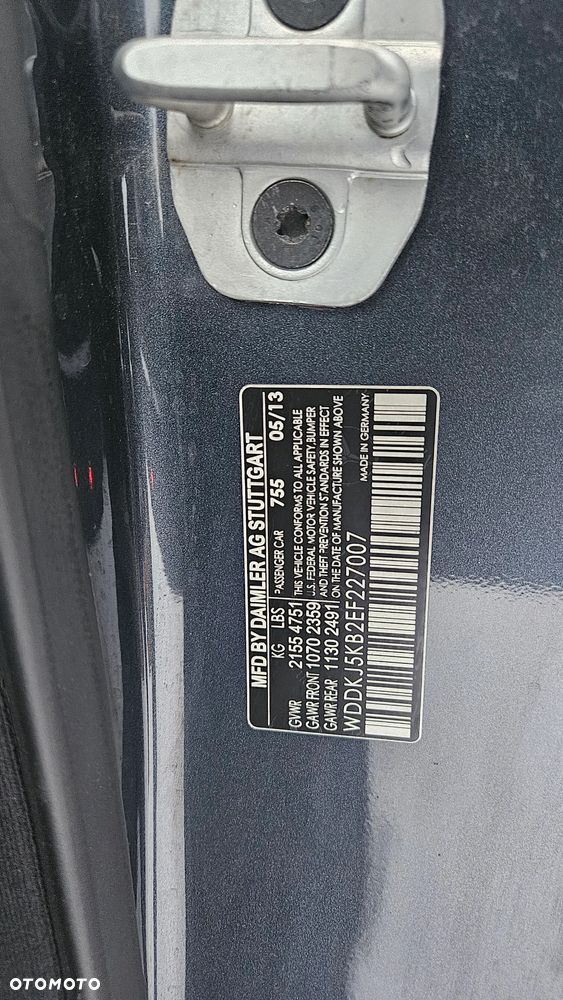 MFD BY DAIMLER AG STUTTGART
KG LBS PASSENGER CAR 755 05/13
GVWR 2155 4751 THIS VEHICLE CONFORMS TO ALL APPLICABLE
GAWR FRONT 1070 2359 U.S. FEDERAL MOTOR VEHICLE SAFETY, BUMPER
GAWR REAR 1130 2491 AND THEFT PREVENTION STANDARDS IN EFFECT
ON THE DATE OF MANUFACTURE SHOWN ABOVE
WDDKJ5KB2EF227007
MADE IN GERMANY
OTOMOTO